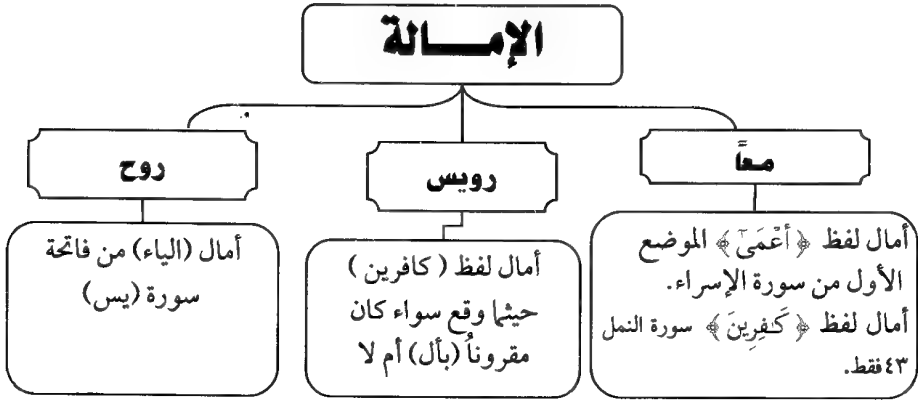 الإمـــالة
معاً
أمال لفظ ﴿ أَعْمَىٰٓ ﴾ الموضع
الأول من سورة الإسراء.
أمال لفظ ﴿ كَـٰفِرِينَ ﴾ سورة النمل
٤٣ فقط.
رويس
أمال لفظ ( كافرين )
حيثما وقع سواء كان
مقروناً (بأل) أم لا
روح
أمال (الياء) من فاتحة
سورة (يس)